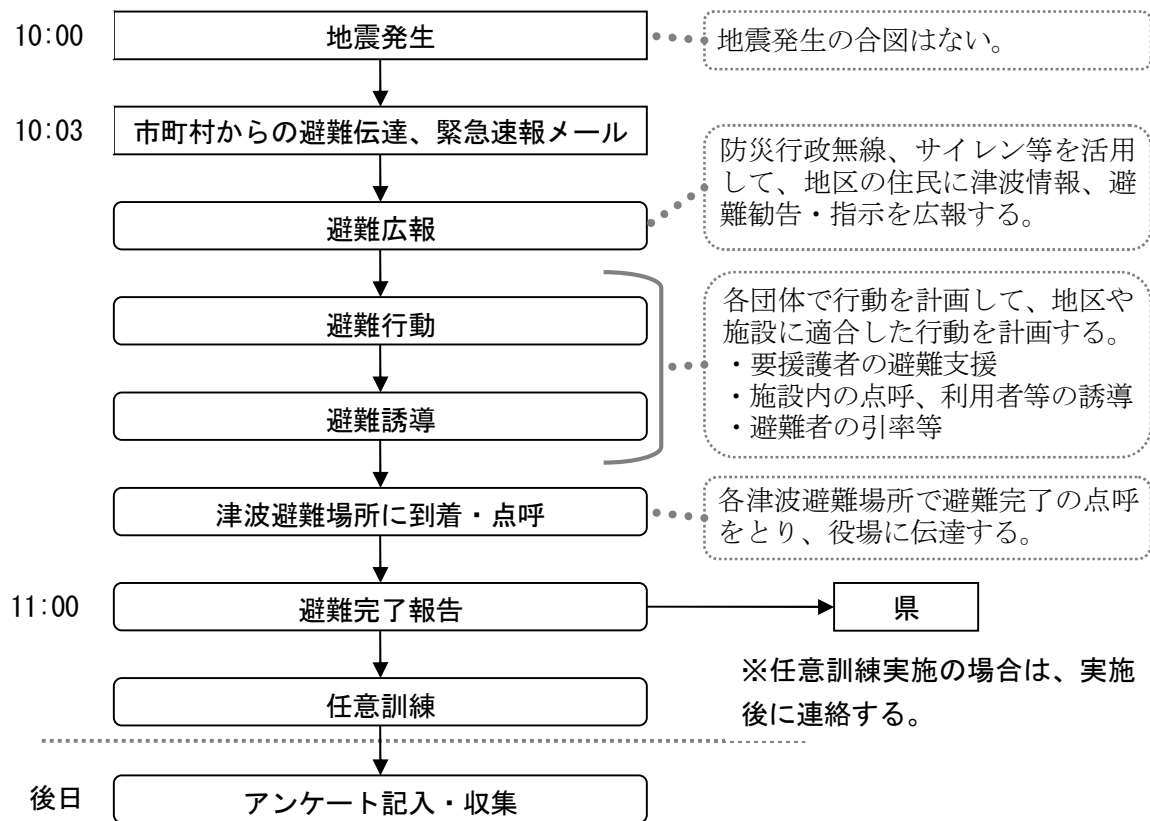 10:00
地震発生
地震発生の合図はない。
10:03
市町村からの避難伝達、緊急速報メール
防災行政無線、サイレン等を活用
して、地区の住民に津波情報、避
難勧告・指示を広報する。
避難広報
避難行動
各団体で行動を計画して、地区や
施設に適合した行動を計画する。
・要援護者の避難支援
・施設内の点呼、利用者等の誘導
・避難者の引率等
避難誘導
津波避難場所に到着・点呼
各津波避難場所で避難完了の点呼
をとり、役場に伝達する。
11:00
避難完了報告
県
※任意訓練実施の場合は、実施
後に連絡する。
任意訓練
後日
アンケート記入・収集